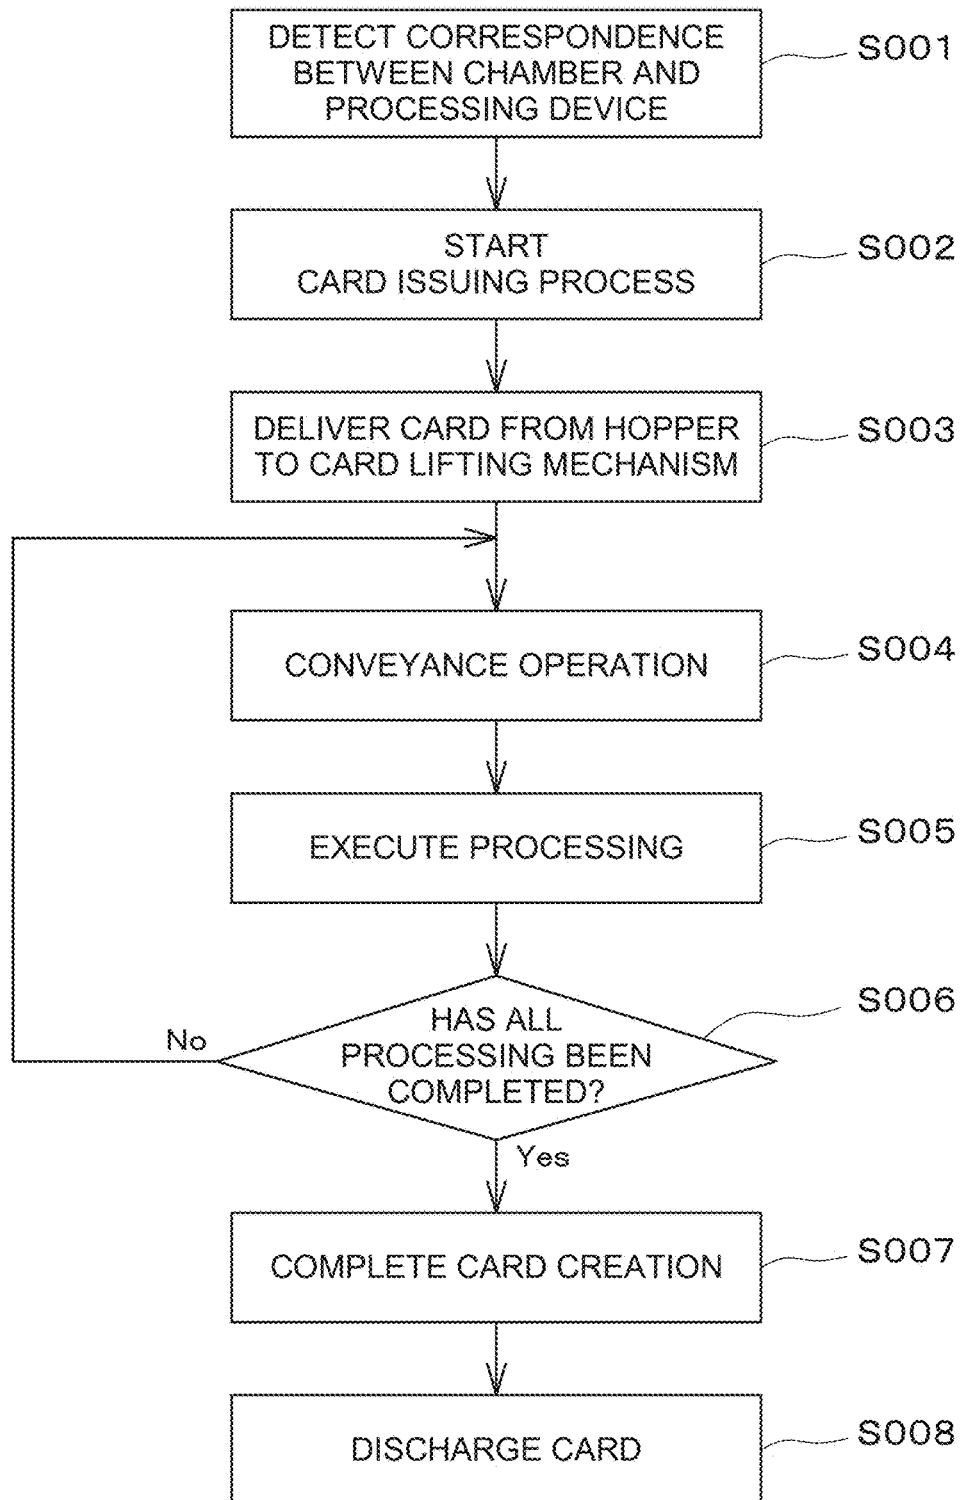 DETECT CORRESPONDENCE
BETWEEN CHAMBER AND
PROCESSING DEVICE
S001
START
CARD ISSUING PROCESS
S002
DELIVER CARD FROM HOPPER
TO CARD LIFTING MECHANISM
S003
CONVEYANCE OPERATION
S004
EXECUTE PROCESSING
S005
HAS ALL
PROCESSING BEEN
COMPLETED?
S006
No
Yes
COMPLETE CARD CREATION
S007
DISCHARGE CARD
S008